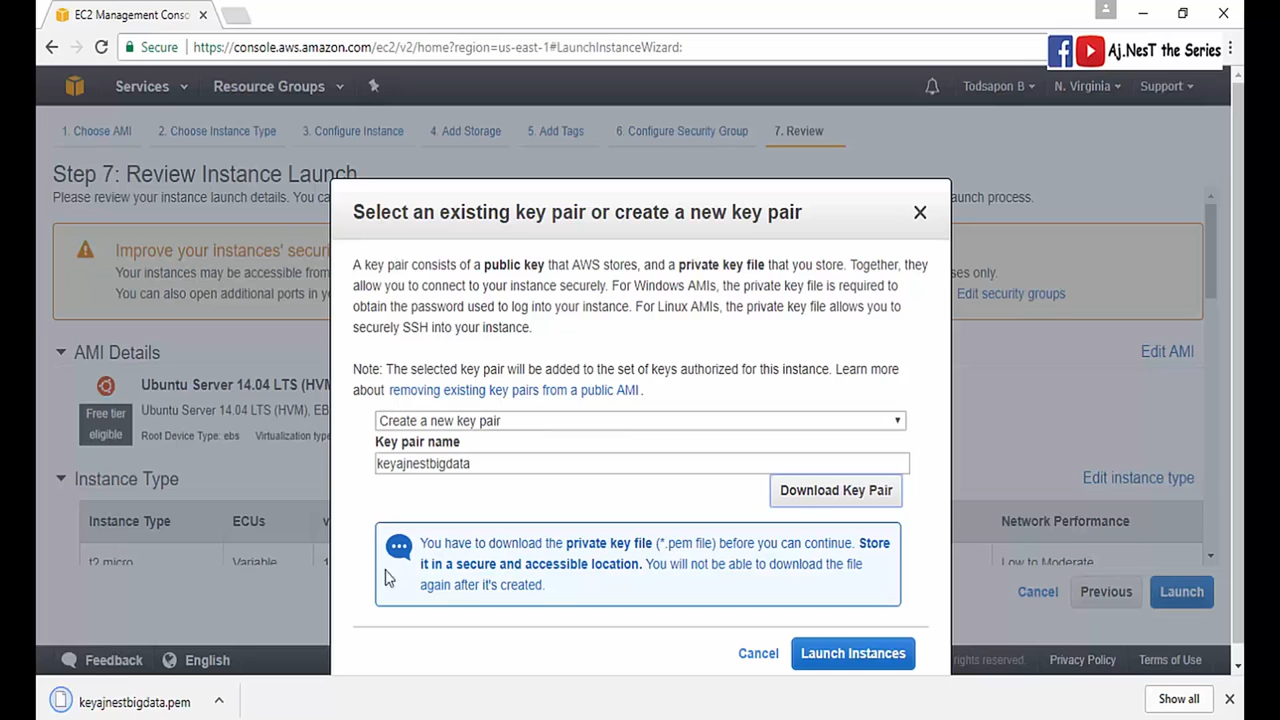 EC2 Management Conso
Secure https://console.aws.amazon.com/ec2/v2/home?region=us-east-1#LaunchInstanceWizard:
Aj.NesT the Series
Services Resource Groups Todsapon B N. Virginia Support
1. Choose AMI 2. Choose Instance Type 3. Configure Instance 4. Add Storage 5. Add Tags 6. Configure Security Group 7. Review
Step 7: Review Instance Launch
Please review your instance launch details. You ca
aunch process.
Improve your instances' securi
Your instances may be accessible from
es only.
You can also open additional ports in yo
Edit security groups
AMI Details
Edit AMI
Ubuntu Server 14.04 LTS (HVM
Free tier
eligible
Ubuntu Server 14.04 LTS (HVM), EB
Root Device Type: ebs Virtualization type
Instance Type
Edit instance type
Instance Type ECUs v Network Performance
t2.micro Variable 1 Low to Moderate
Select an existing key pair or create a new key pair
A key pair consists of a public key that AWS stores, and a private key file that you store. Together, they
allow you to connect to your instance securely. For Windows AMIs, the private key file is required to
obtain the password used to log into your instance. For Linux AMIs, the private key file allows you to
securely SSH into your instance.
Note: The selected key pair will be added to the set of keys authorized for this instance. Learn more
about removing existing key pairs from a public AMI.
Create a new key pair
Key pair name
keyajnestbigdata
Download Key Pair
You have to download the private key file (*.pem file) before you can continue. Store
it in a secure and accessible location. You will not be able to download the file
again after it's created.
Cancel Launch Instances
Cancel Previous Launch
Feedback English
rights reserved. Privacy Policy Terms of Use
keyajnestbigdata.pem
Show all